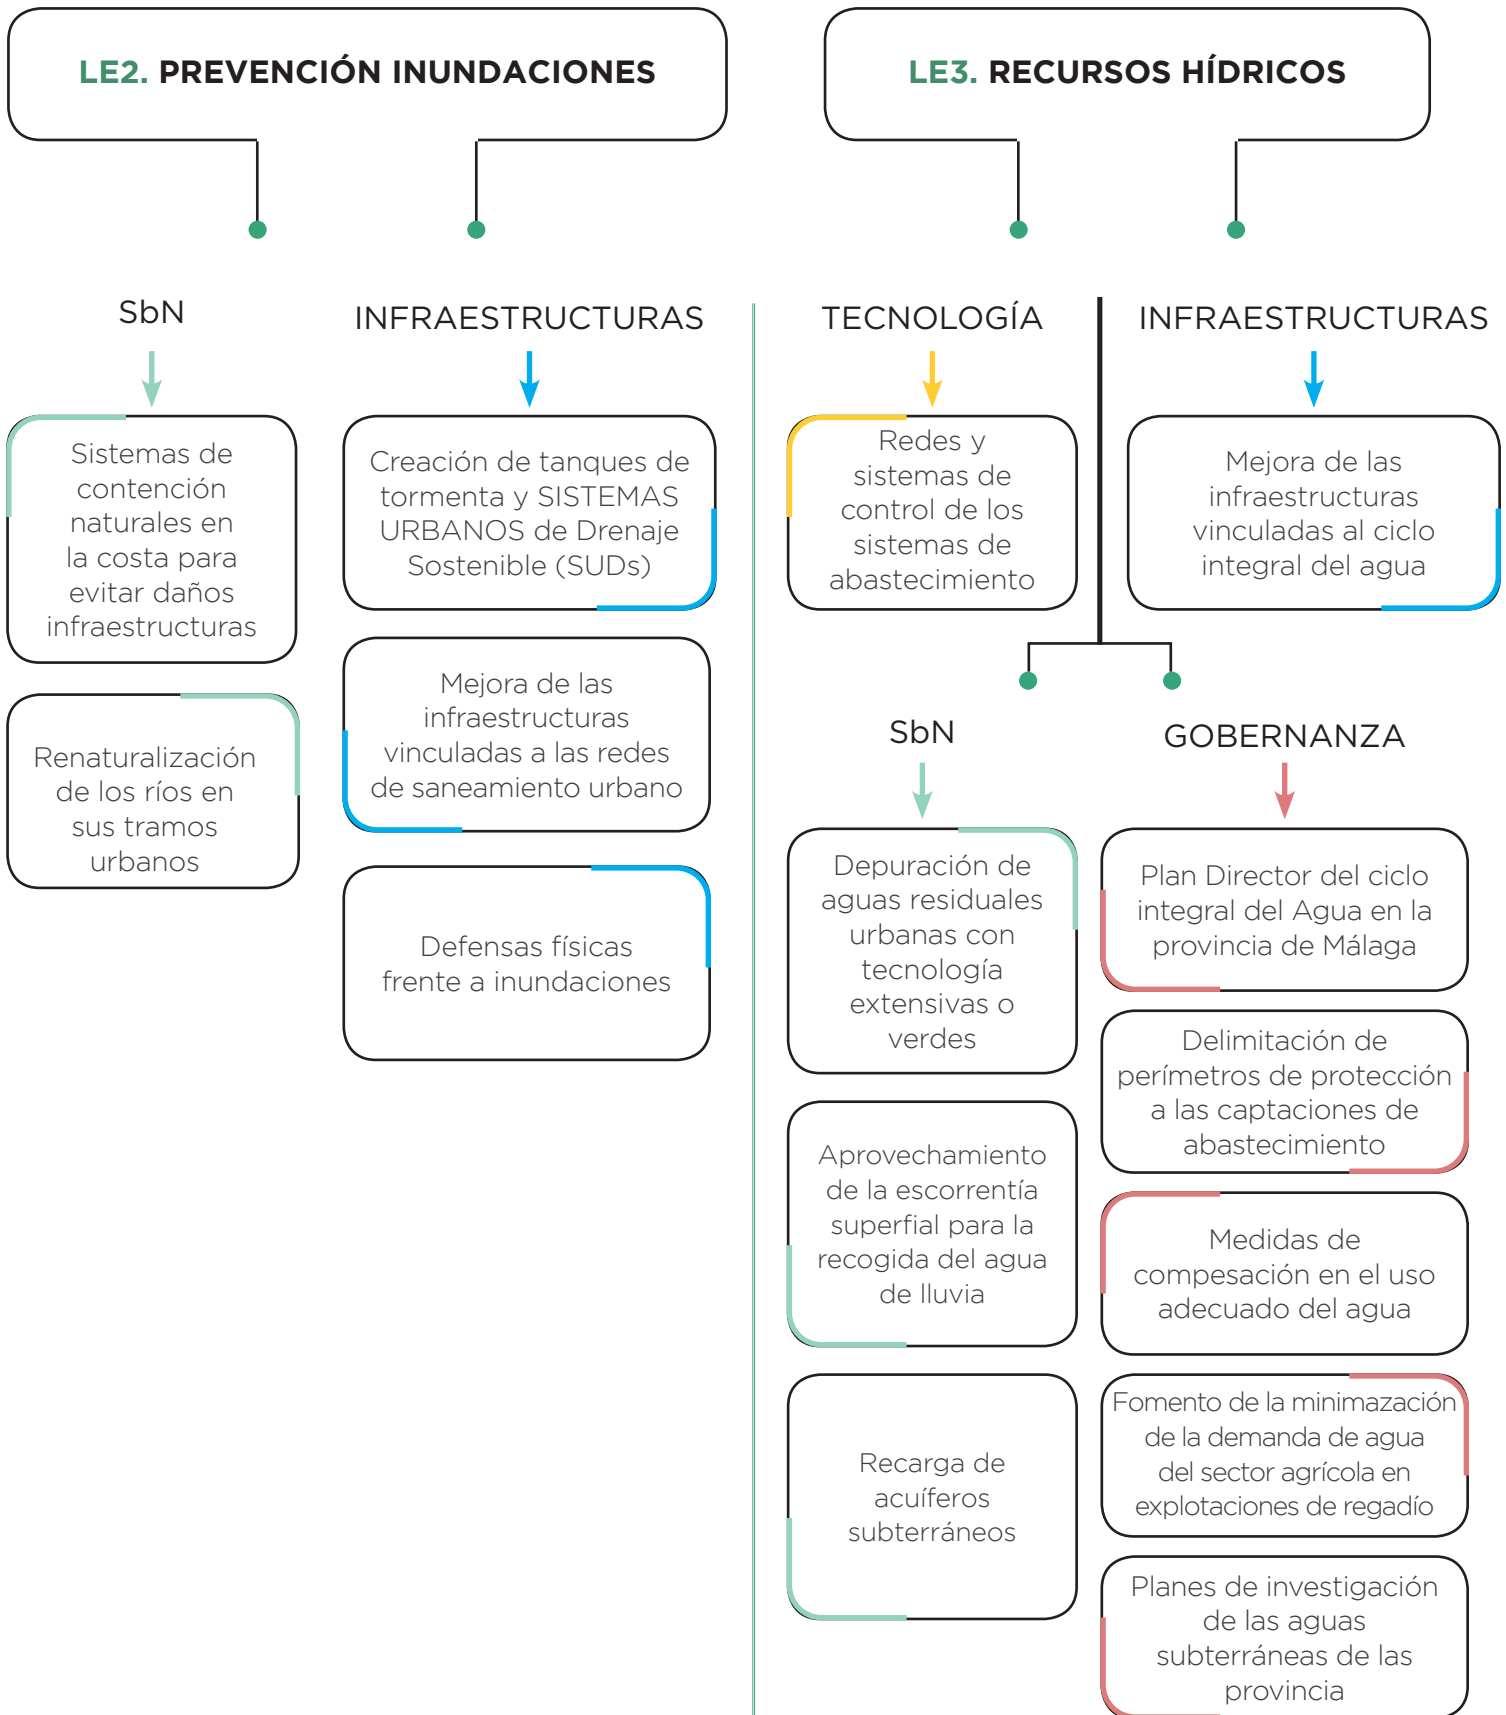 LE2. PREVENCIÓN INUNDACIONES
SbN
Sistemas de
contención
naturales en
la costa para
evitar daños
infraestructuras
Renaturalización
de los ríos en
sus tramos
urbanos
INFRAESTRUCTURAS
Creación de tanques de
tormenta y SISTEMAS
URBANOS de Drenaje
Sostenible (SUDs)
Mejora de las
infraestructuras
vinculadas a las redes
de saneamiento urbano
Defensas físicas
frente a inundaciones
LE3. RECURSOS HÍDRICOS
TECNOLOGÍA
Redes y
sistemas de
control de los
sistemas de
abastecimiento
INFRAESTRUCTURAS
Mejora de las
infraestructuras
vinculadas al ciclo
integral del agua
SbN
Depuración de
aguas residuales
urbanas con
tecnología
extensivas o
verdes
Aprovechamiento
de la escorrentía
superfial para la
recogida del agua
de lluvia
Recarga de
acuíferos
subterráneos
GOBERNANZA
Plan Director del ciclo
integral del Agua en la
provincia de Málaga
Delimitación de
perímetros de protección
a las captaciones de
abastecimiento
Medidas de
compesación en el uso
adecuado del agua
Fomento de la minimazación
de la demanda de agua
del sector agrícola en
explotaciones de regadío
Planes de investigación
de las aguas
subterráneas de las
provincia